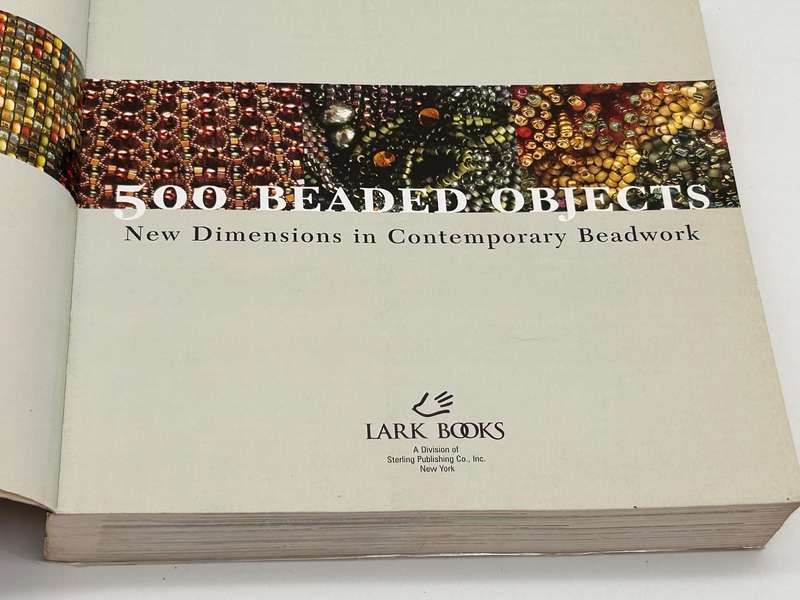 500 BEADED OBJECTS
New Dimensions in Contemporary Beadwork
LARK BOOKS
A Division of
Sterling Publishing Co., Inc.
New York